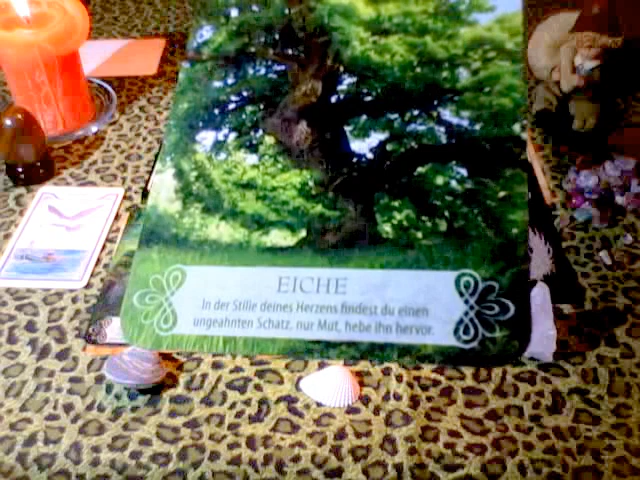 EICHE
In der Stille deines Herzens findest du einen
ungeahnten Schatz, nur Mut, hebe ihn hervor.